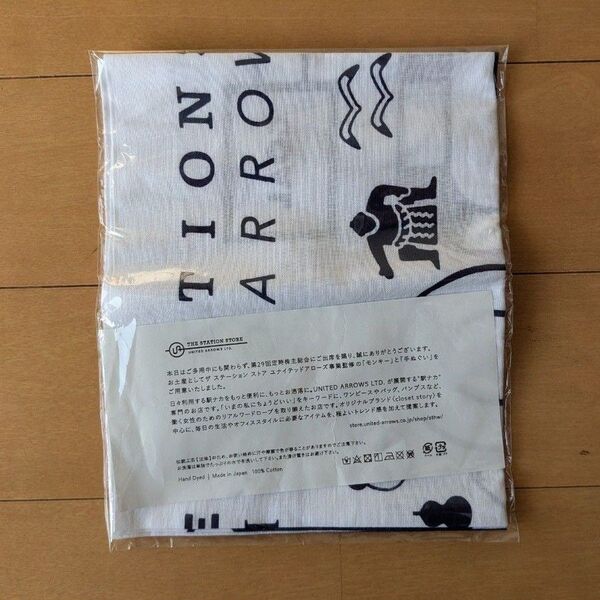 TION
ARROW
THE STATION STORE
UNITED ARROWS LTD.
本日はご多用中にも関わらず、第29回定時株主総会にご出席を賜り、誠にありがとうございます。
お土産としてザ ステーション ストア ユナイテッドアローズ事業監修の「モンキー」と「手ぬぐい」を
ご用意いたしました。
日々利用する駅ナカをもっと便利に、もっとお洒落に。UNITED ARROWS LTD. が展開する"駅ナカ"
専門のお店です。「いまの私にちょうどいい」をキーワードに、ワンピースやバッグ、パンプスなど、
働く女性のためのリアルワードローブを取り揃えたお店です。オリジナルブランド〈closet story〉を
中心に、毎日の生活やオフィススタイルに必要なアイテムを、程よいトレンド感を加えて提案します。
store.united-arrows.co.jp/shop/sthw/
Hand Dyed | Made in Japan 100% Cotton